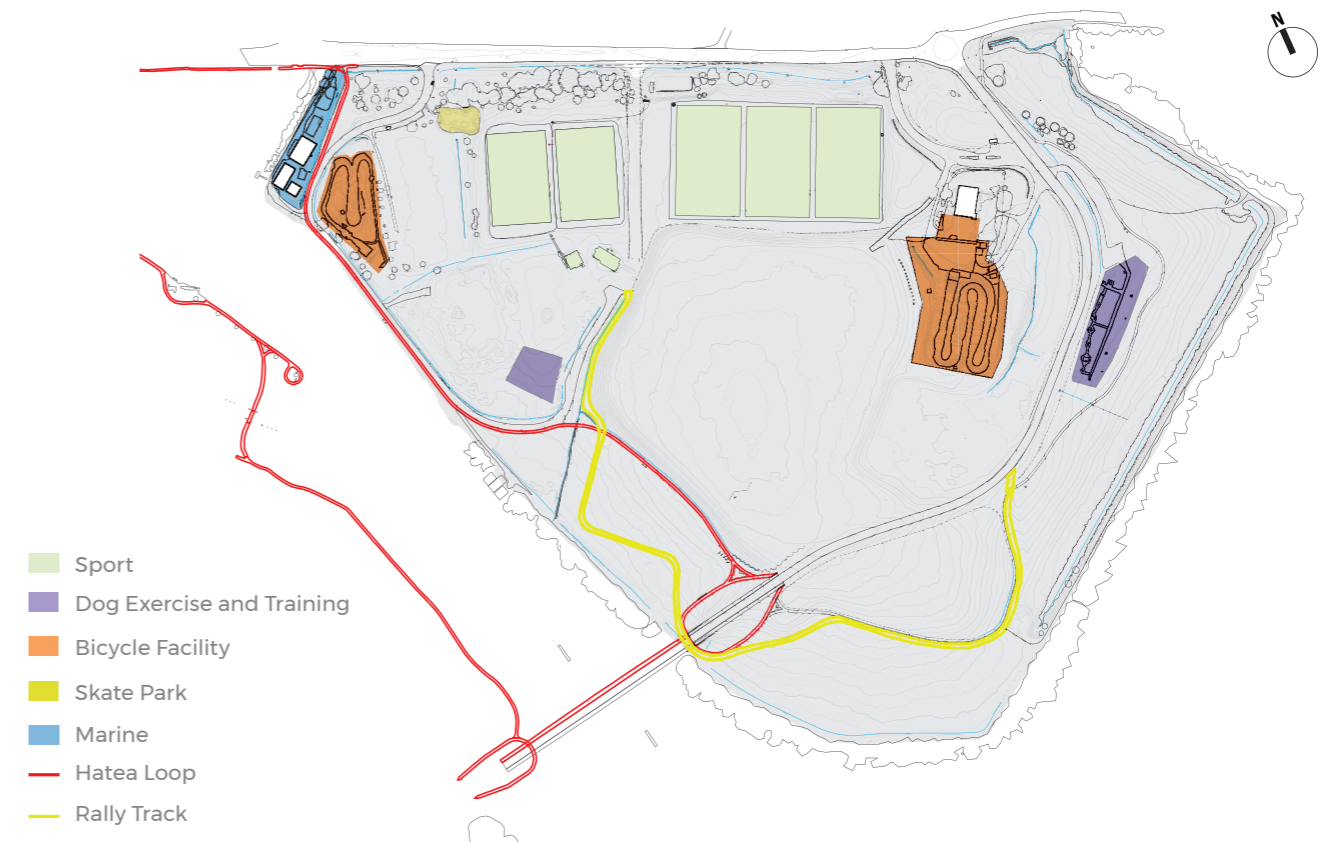 N
Sport
Dog Exercise and Training
Bicycle Facility
Skate Park
Marine
Hatea Loop
Rally Track